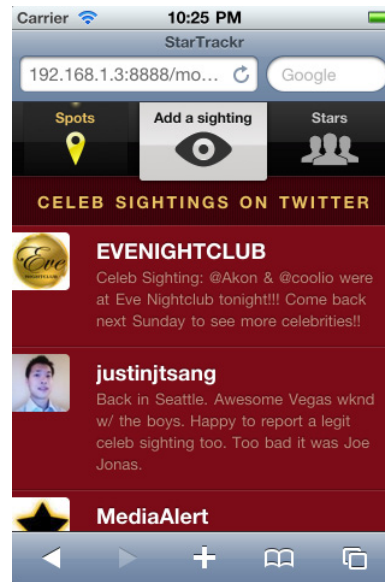 Carrier 10:25 PM
StarTrackr
192.168.1.3:8888/mo... Google
Spots Add a sighting Stars
CELEB SIGHTINGS ON TWITTER
Eve
EVENIGHTCLUB
Celeb Sighting: @Akon & @coolio were
at Eve Nightclub tonight!!! Come back
next Sunday to see more celebrities!!
justinjtsang
Back in Seattle. Awesome Vegas wknd
w/ the boys. Happy to report a legit
celeb sighting too. Too bad it was Joe
Jonas.
MediaAlert